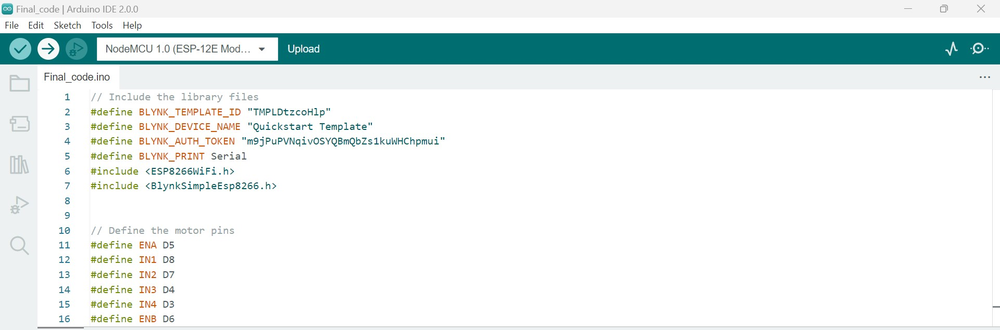 Final_code | Arduino IDE 2.0.0
File Edit Sketch Tools Help
NodeMCU 1.0 (ESP-12E Mod... Upload
Final_code.ino
1 // Include the library files
2 #define BLYNK_TEMPLATE_ID "TMPLDtzcoHlp"
3 #define BLYNK_DEVICE_NAME "Quickstart Template"
4 #define BLYNK_AUTH_TOKEN "m9jPuPVNqivOSYQBmQbZs1kuWHChpmui"
5 #define BLYNK_PRINT Serial
6 #include <ESP8266WiFi.h>
7 #include <BlynkSimpleEsp8266.h>
8
9
10 // Define the motor pins
11 #define ENA D5
12 #define IN1 D8
13 #define IN2 D7
14 #define IN3 D4
15 #define IN4 D3
16 #define ENB D6